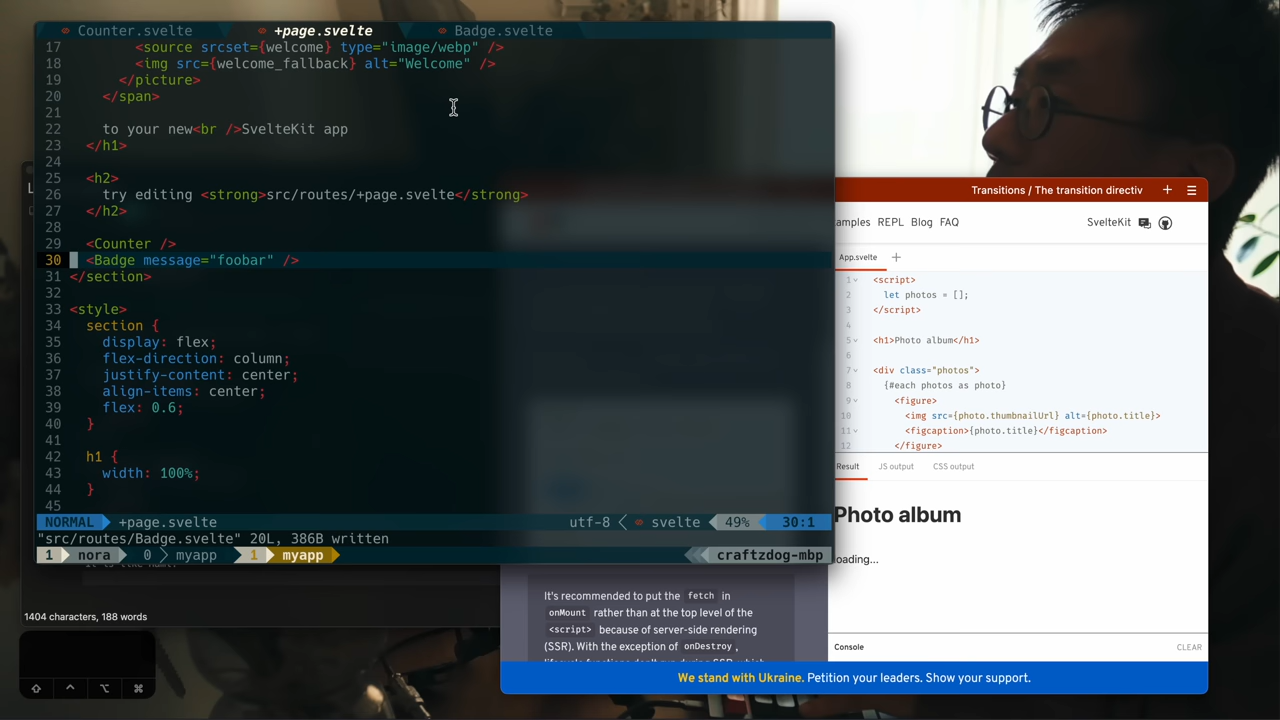 Counter.svelte
+page.svelte
Badge.svelte
17 <source srcset={welcome} type="image/webp" />
18 <img src={welcome_fallback} alt="Welcome" />
19 </picture>
20 </span>
21
22 to your new<br />SvelteKit app
23 </h1>
24
25 <h2>
26 try editing <strong>src/routes/+page.svelte</strong>
27 </h2>
28
29 <Counter />
30 <Badge message="foobar" />
31 </section>
32
33 <style>
34 section {
35 display: flex;
36 flex-direction: column;
37 justify-content: center;
38 align-items: center;
39 flex: 0.6;
40 }
41
42 h1 {
43 width: 100%;
44 }
45
NORMAL +page.svelte utf-8 < svelte 49% 30:1
"src/routes/Badge.svelte" 20L, 386B written
1 nora 0 > myapp 1 myapp craftzdog-mbp
1404 characters, 188 words
Transitions / The transition directiv
amples REPL Blog FAQ SvelteKit
App.svelte
1 <script>
2 let photos = [];
3 </script>
4
5 <h1>Photo album</h1>
6
7 <div class="photos">
8 {#each photos as photo}
9 <figure>
10 <img src={photo.thumbnailUrl} alt={photo.title}>
11 <figcaption>{photo.title}</figcaption>
12 </figure>
Result JS output CSS output
Photo album
oading...
Console CLEAR
It's recommended to put the fetch in
onMount rather than at the top level of the
<script> because of server-side rendering
(SSR). With the exception of onDestroy,
We stand with Ukraine. Petition your leaders. Show your support.